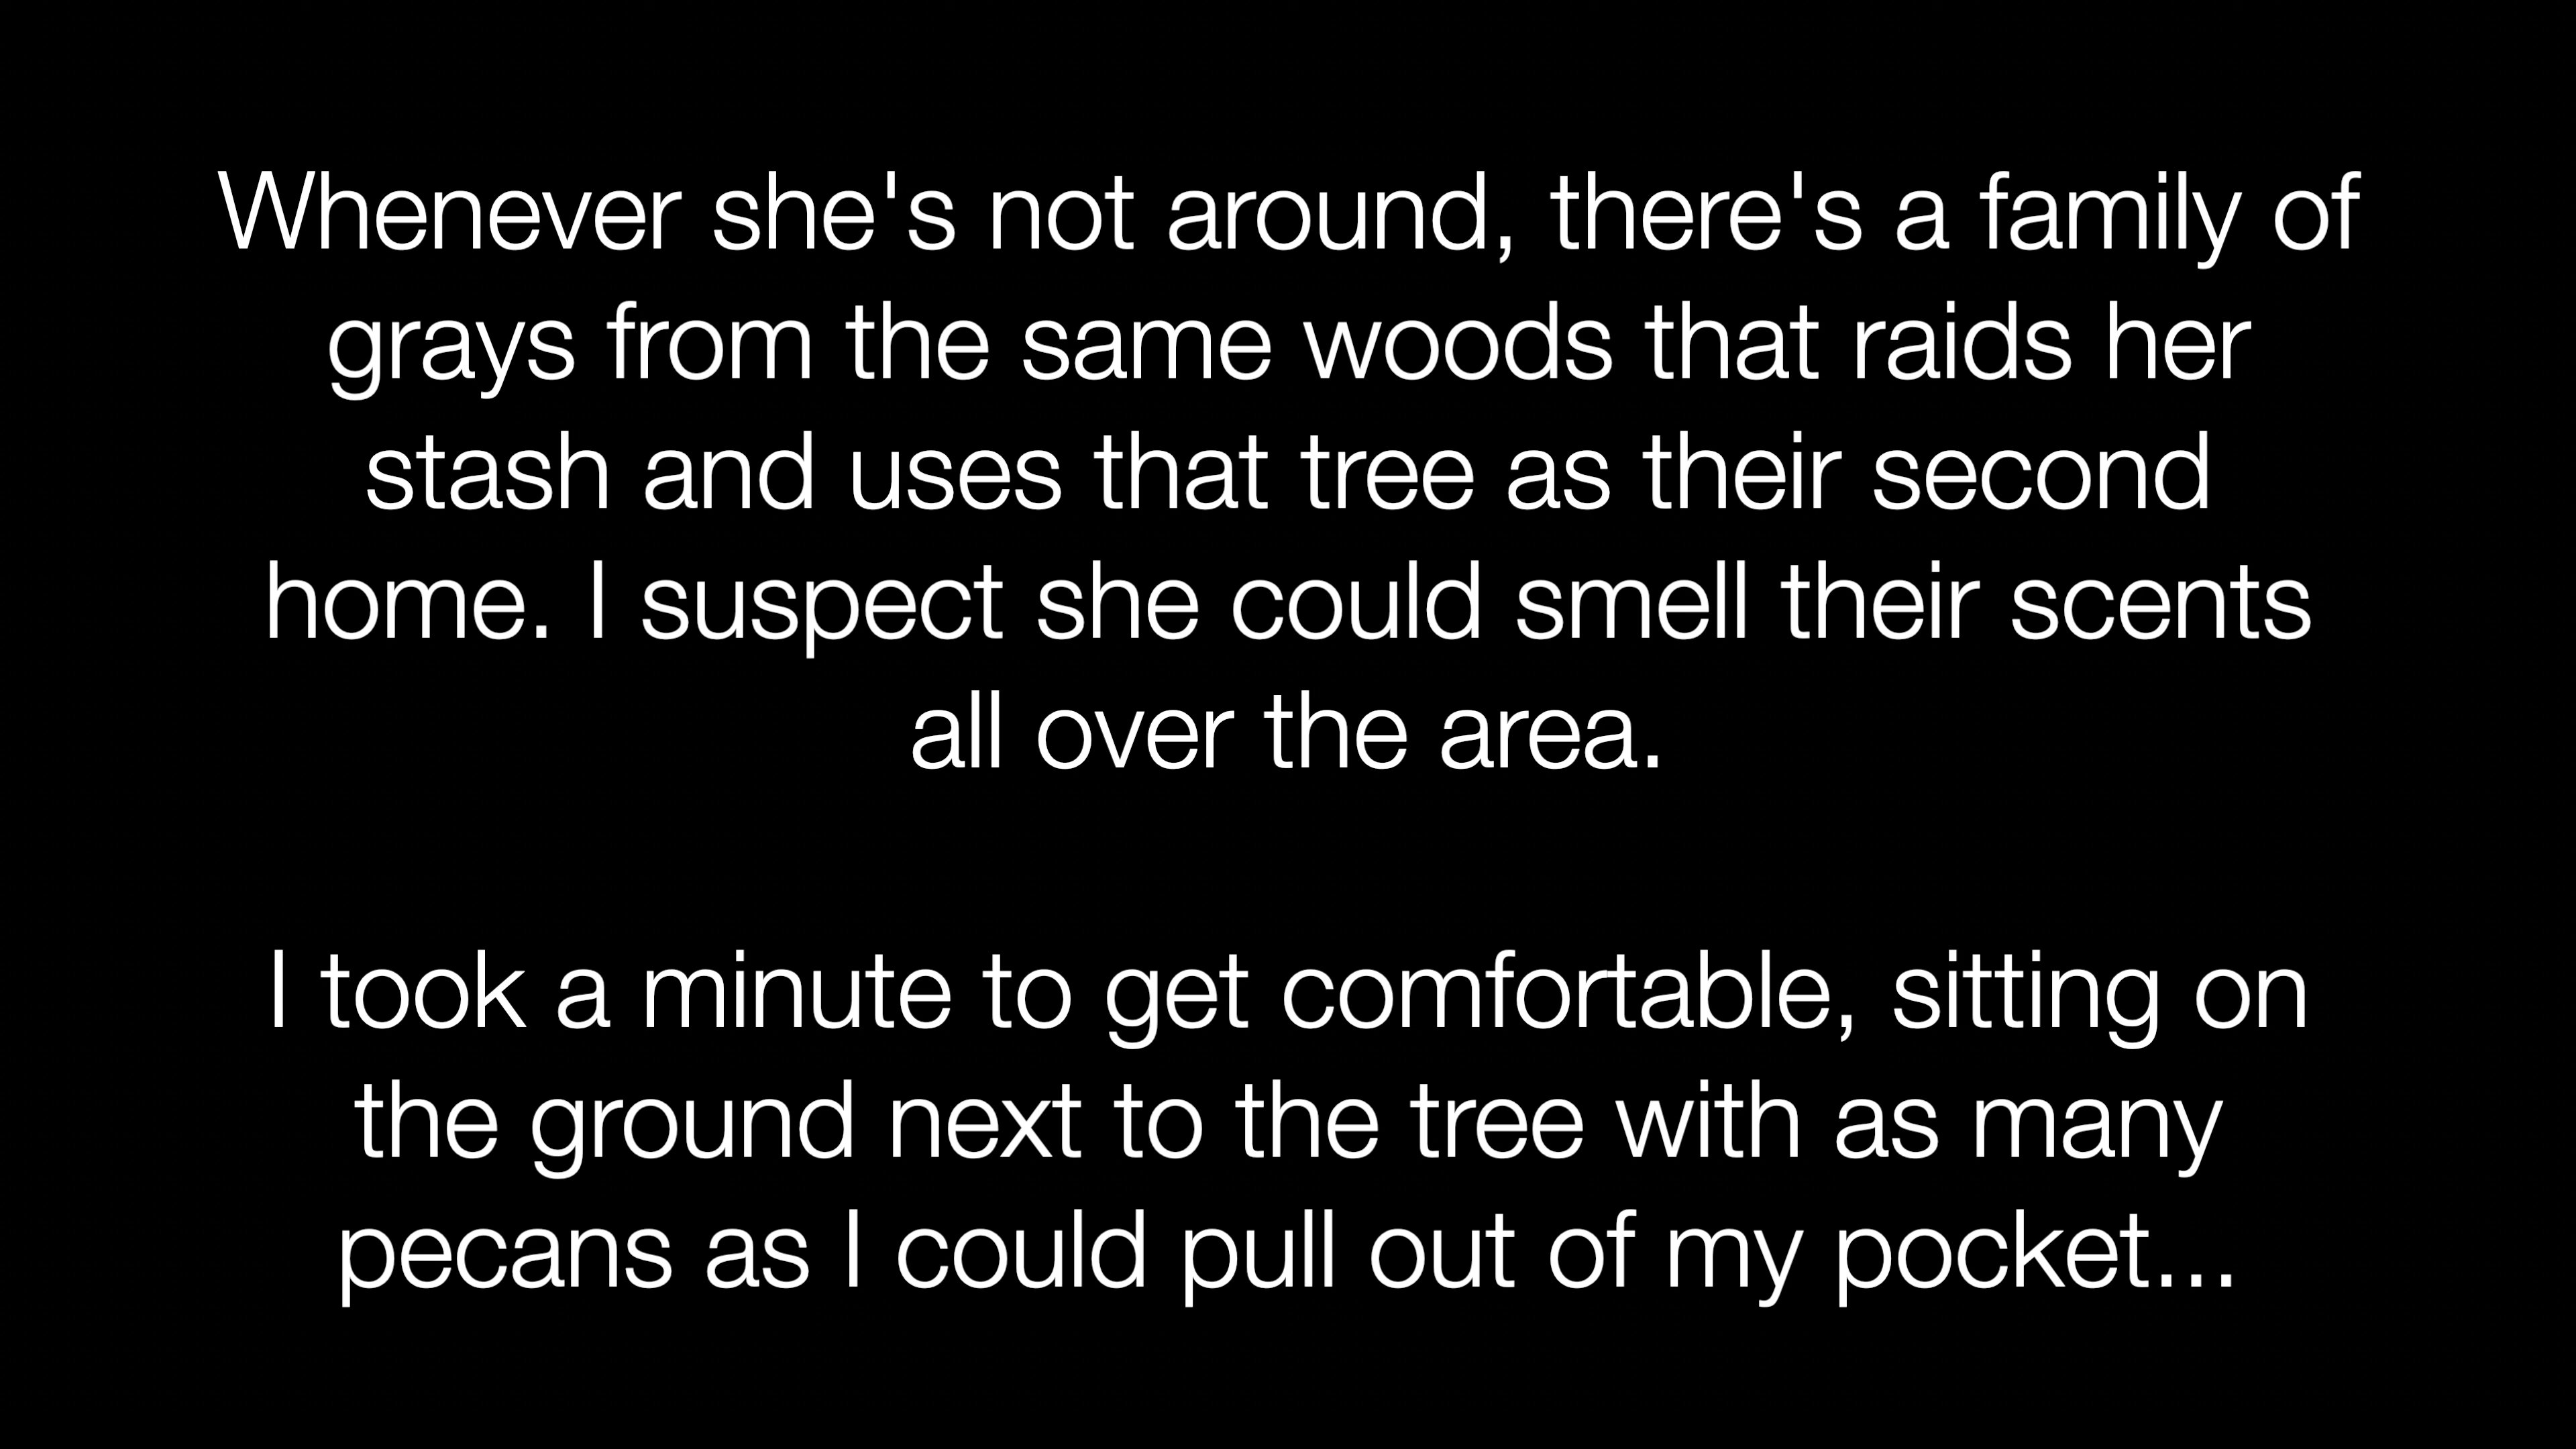 Whenever she's not around, there's a family of
grays from the same woods that raids her
stash and uses that tree as their second
home. I suspect she could smell their scents
all over the area.
I took a minute to get comfortable, sitting on
the ground next to the tree with as many
pecans as I could pull out of my pocket...